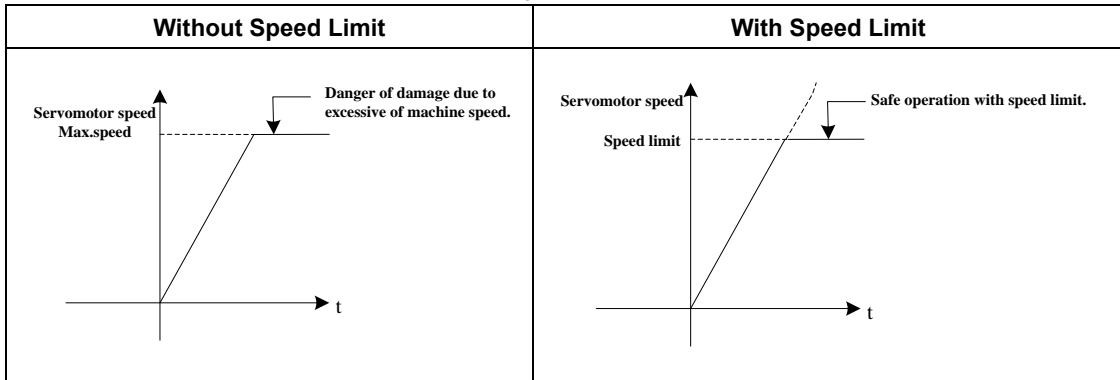 Without Speed Limit
With Speed Limit
Servomotor speed
Max.speed
Danger of damage due to
excessive of machine speed.
t
Servomotor speed
Speed limit
Safe operation with speed limit.
t